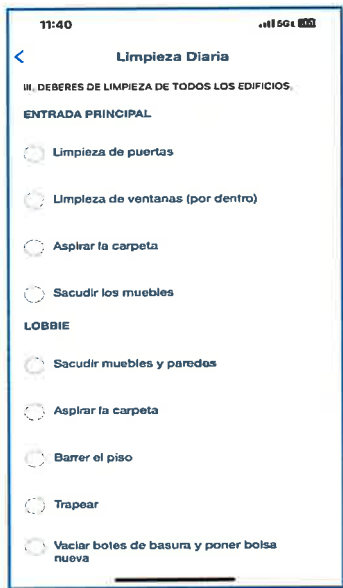 11:40
5G
Limpieza Diaria
III. DEBERES DE LIMPIEZA DE TODOS LOS EDIFICIOS.
ENTRADA PRINCIPAL
Limpieza de puertas
Limpieza de ventanas (por dentro)
Aspirar la carpeta
Sacudir los muebles
LOBBIE
Sacudir muebles y paredes
Aspirar la carpeta
Barrer el piso
Trapear
Vaciar botes de basura y poner bolsa
nueva